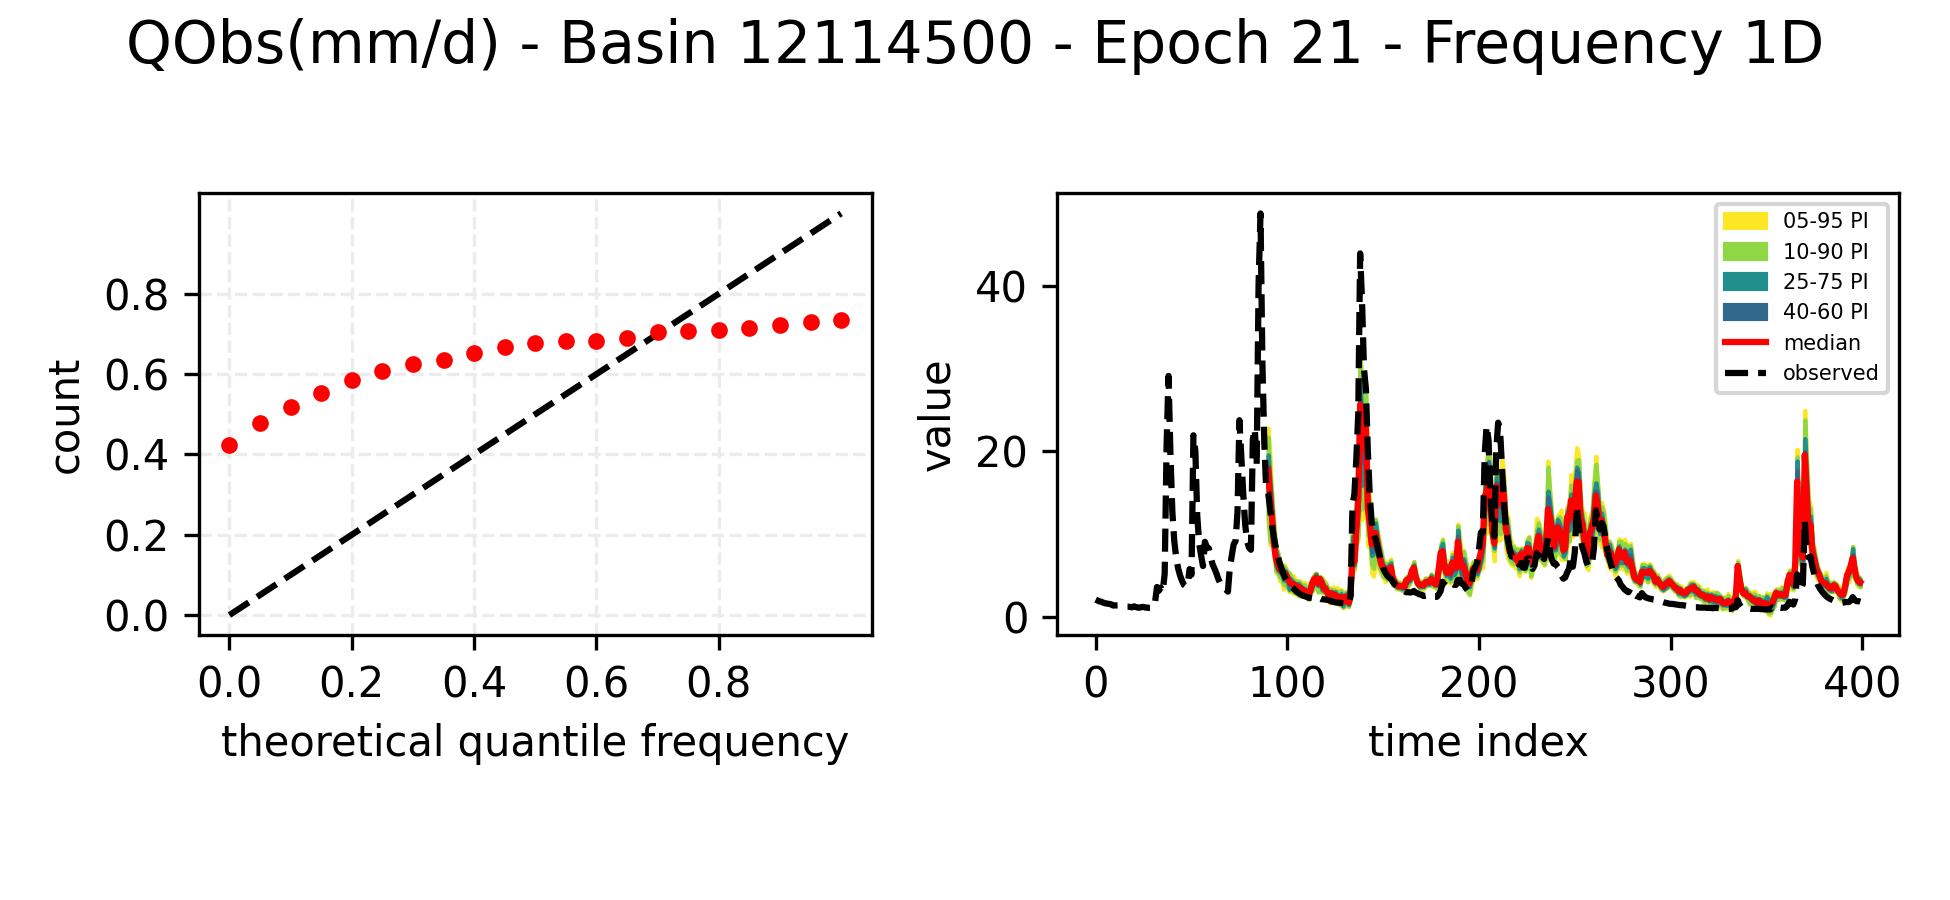 QObs(mm/d) - Basin 12114500 - Epoch 21 - Frequency 1D
count
0.8
0.6
0.4
0.2
0.0
0.0 0.2 0.4 0.6 0.8
theoretical quantile frequency
value
40
20
0
0 100 200 300 400
time index
05-95 PI
10-90 PI
25-75 PI
40-60 PI
median
observed